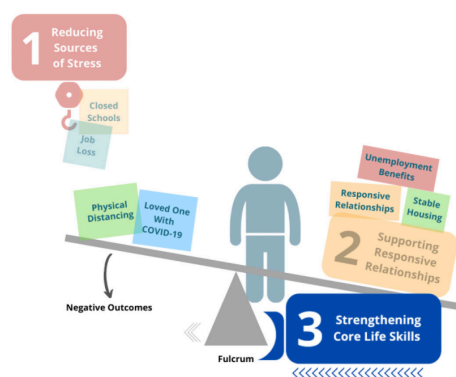 1 Reducing
Sources
of Stress
Closed
Schools
Job
Loss
Physical
Distancing
Loved One
With
COVID-19
Unemployment
Benefits
Responsive
Relationships
Stable
Housing
2 Supporting
Responsive
Relationships
Negative Outcomes
3 Strengthening
Core Life Skills
Fulcrum